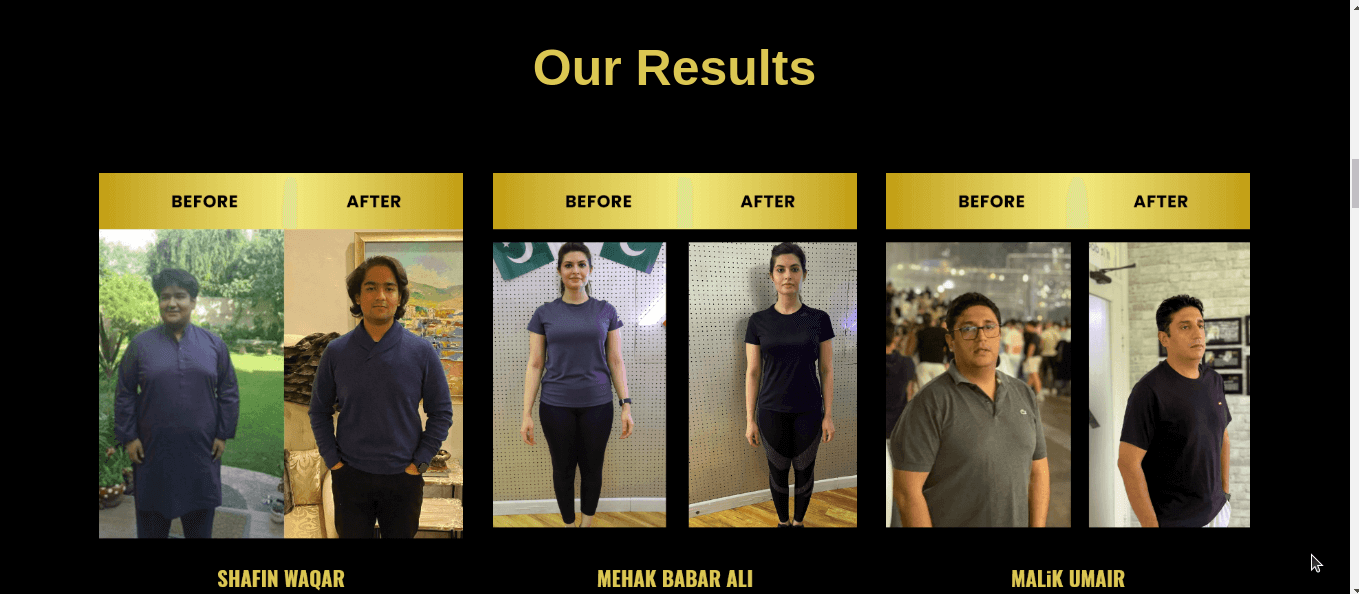 Our Results
BEFORE AFTER
BEFORE AFTER
BEFORE AFTER
SHAFIN WAQAR
MEHAK BABAR ALI
MALiK UMAIR